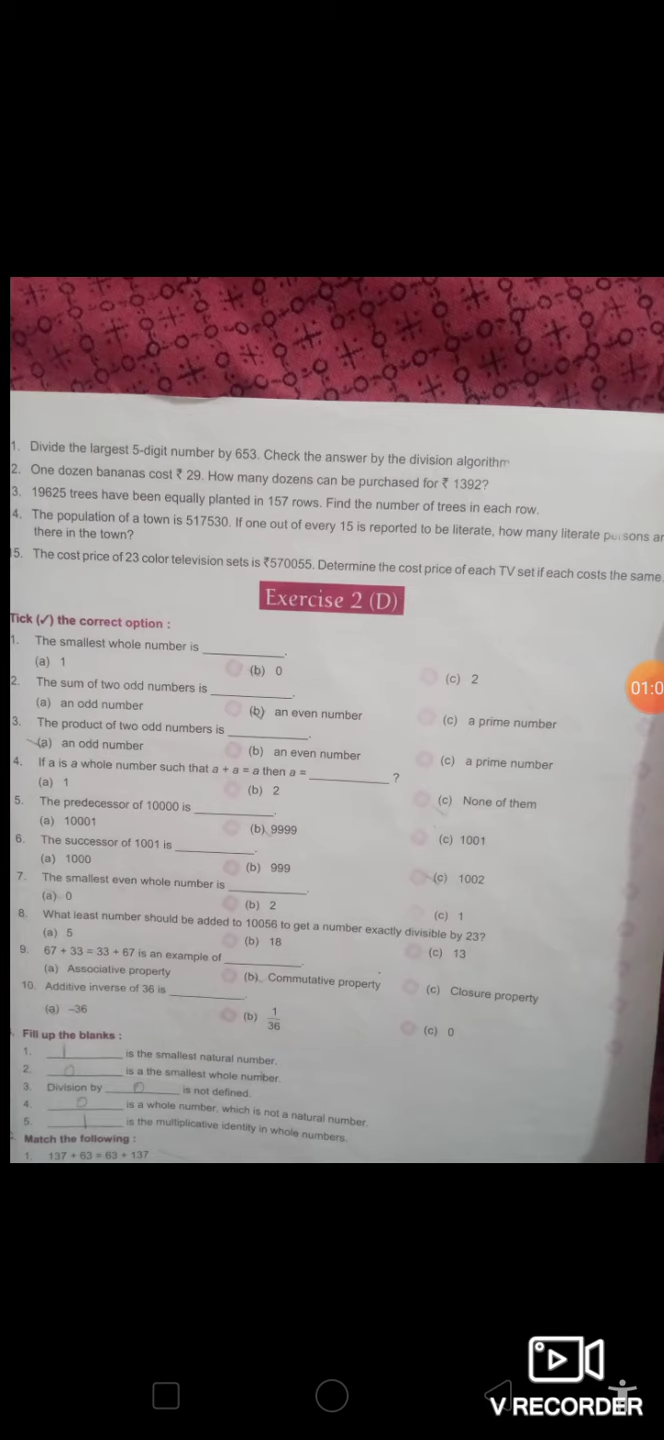 1. Divide the largest 5-digit number by 653. Check the answer by the division algorithm
2. One dozen bananas cost ₹ 29. How many dozens can be purchased for ₹ 1392?
3. 19625 trees have been equally planted in 157 rows. Find the number of trees in each row.
4. The population of a town is 517530. If one out of every 15 is reported to be literate, how many literate persons ar
there in the town?
5. The cost price of 23 color television sets is ₹570055. Determine the cost price of each TV set if each costs the same.
Exercise 2 (D)
Tick (✓) the correct option :
1. The smallest whole number is ________.
(a) 1 (b) 0 (c) 2
01:0
2. The sum of two odd numbers is ________.
(a) an odd number (b) an even number (c) a prime number
3. The product of two odd numbers is ________.
(a) an odd number (b) an even number (c) a prime number
4. If a is a whole number such that a + a = a then a = ________ ?
(a) 1 (b) 2 (c) None of them
5. The predecessor of 10000 is ________.
(a) 10001 (b) 9999 (c) 1001
6. The successor of 1001 is ________.
(a) 1000 (b) 999 (c) 1002
7. The smallest even whole number is ________.
(a) 0 (b) 2 (c) 1
8. What least number should be added to 10056 to get a number exactly divisible by 23?
(a) 5 (b) 18 (c) 13
9. 67 + 33 = 33 + 67 is an example of ________.
(a) Associative property (b) Commutative property (c) Closure property
10. Additive inverse of 36 is ________.
(a) –36 (b) 1/36 (c) 0
Fill up the blanks :
1. 1 is the smallest natural number.
2. 0 is a the smallest whole number.
3. Division by 0 is not defined.
4. 0 is a whole number, which is not a natural number.
5. 1 is the multiplicative identity in whole numbers.
Match the following :
1. 137 + 63 = 63 + 137
V RECORDER